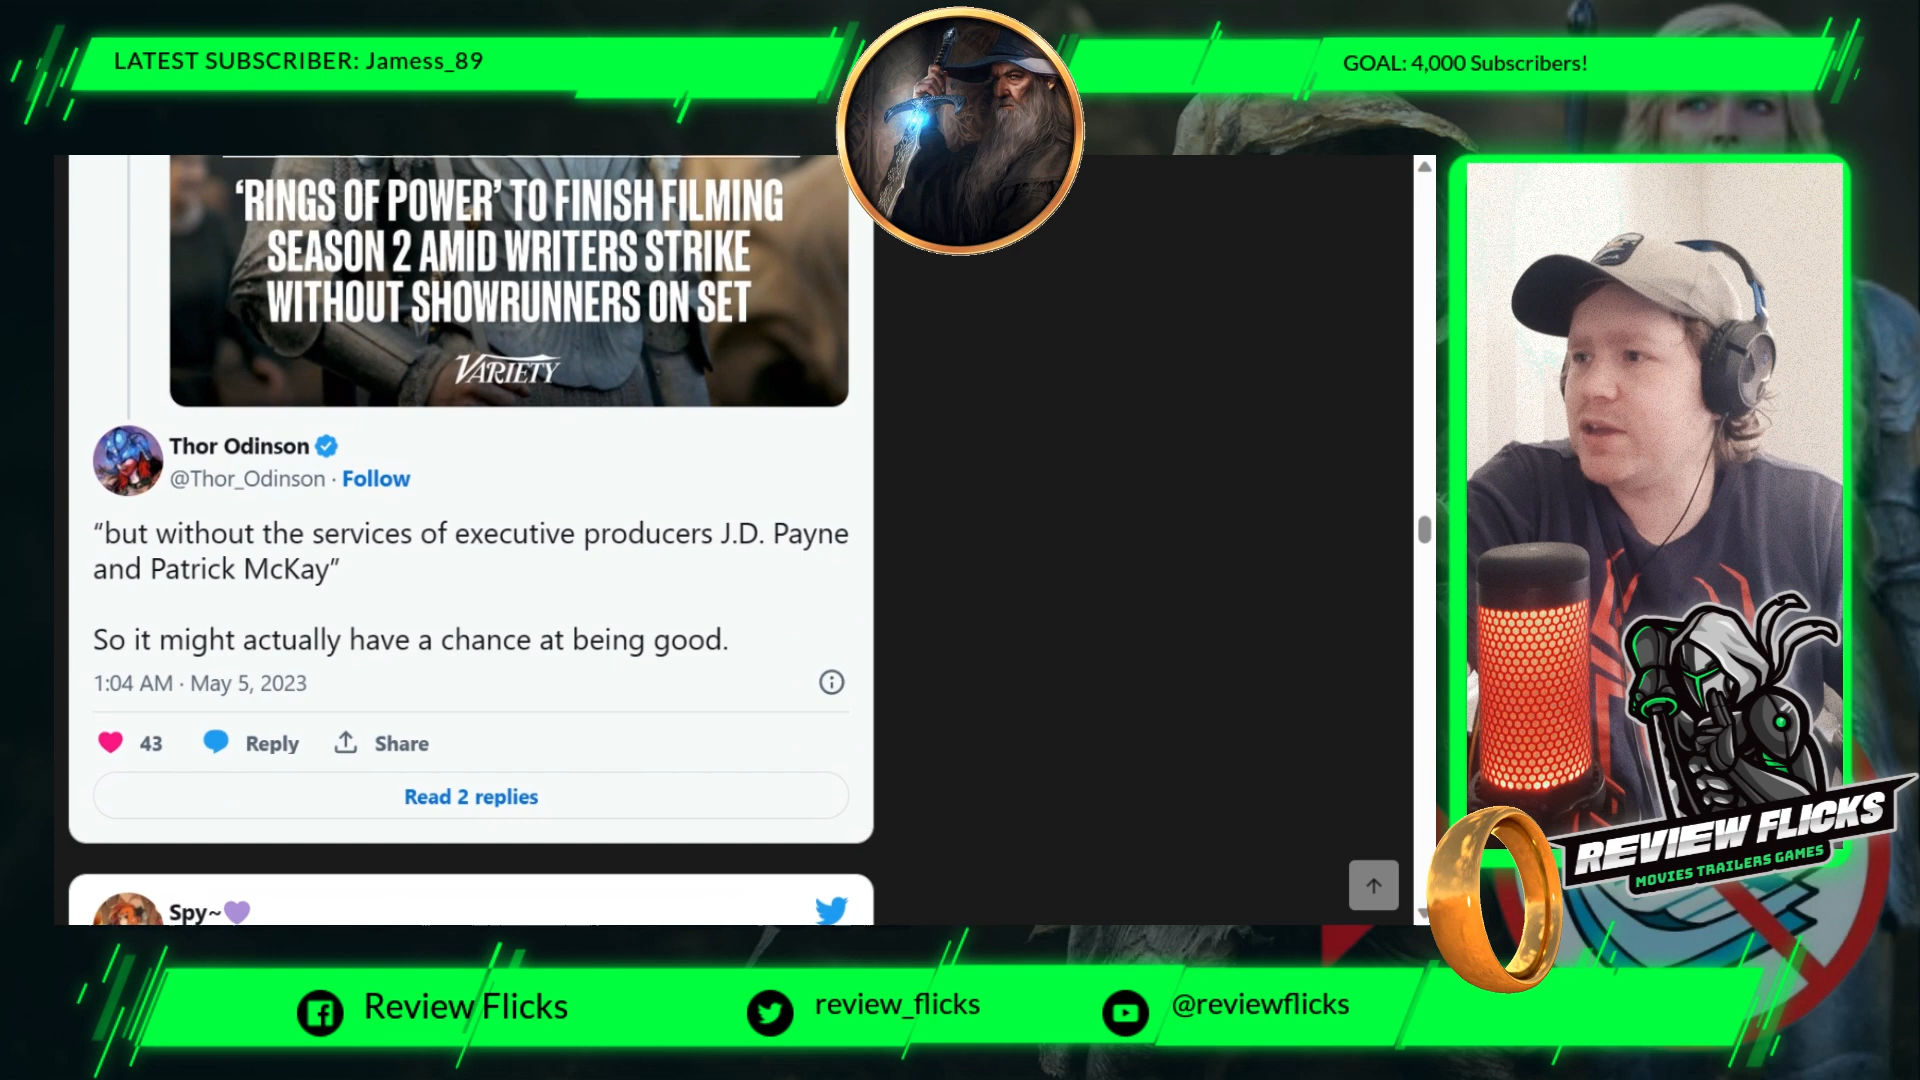 LATEST SUBSCRIBER: Jamess_89
GOAL: 4,000 Subscribers!
‘RINGS OF POWER’ TO FINISH FILMING
SEASON 2 AMID WRITERS STRIKE
WITHOUT SHOWRUNNERS ON SET
VARIETY
Thor Odinson
@Thor_Odinson · Follow
“but without the services of executive producers J.D. Payne
and Patrick McKay”
So it might actually have a chance at being good.
1:04 AM · May 5, 2023
43 Reply Share
Read 2 replies
Spy~
REVIEW FLICKS
MOVIES TRAILERS GAMES
Review Flicks
review_flicks
@reviewflicks